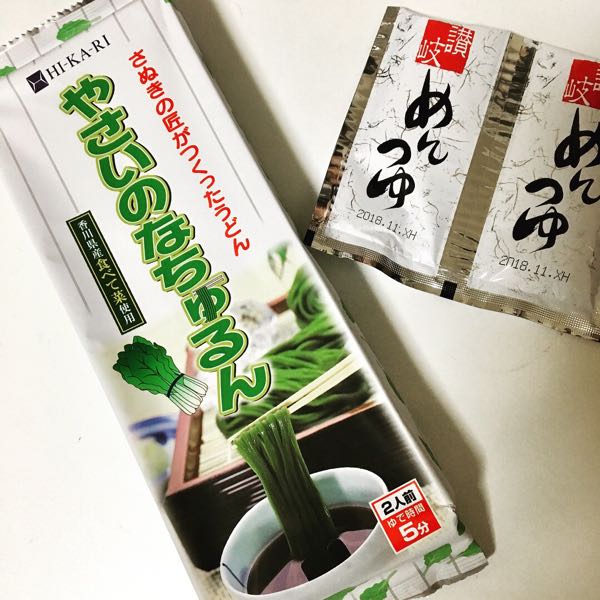 HI-KA-RI
さぬきの匠がつくったうどん
やさいのなちゅるん
香川県産食べて菜使用
2人前
ゆで時間
5分
讃岐
めんつゆ
2018.11.XH
讃岐
めんつゆ
2018.11.XH